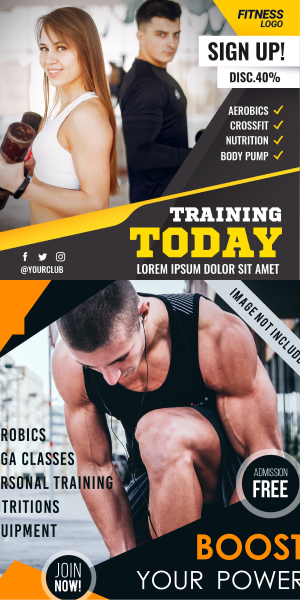 FITNESS
LOGO
SIGN UP!
DISC.40%
AEROBICS
CROSSFIT
NUTRITION
BODY PUMP
TRAINING
TODAY
LOREM IPSUM DOLOR SIT AMET
@YOURCLUB
IMAGE NOT INCLUDE
ROBICS
GA CLASSES
RSONAL TRAINING
TRITIONS
UIPMENT
ADMISSION
FREE
BOOST
YOUR POWER
JOIN
NOW!